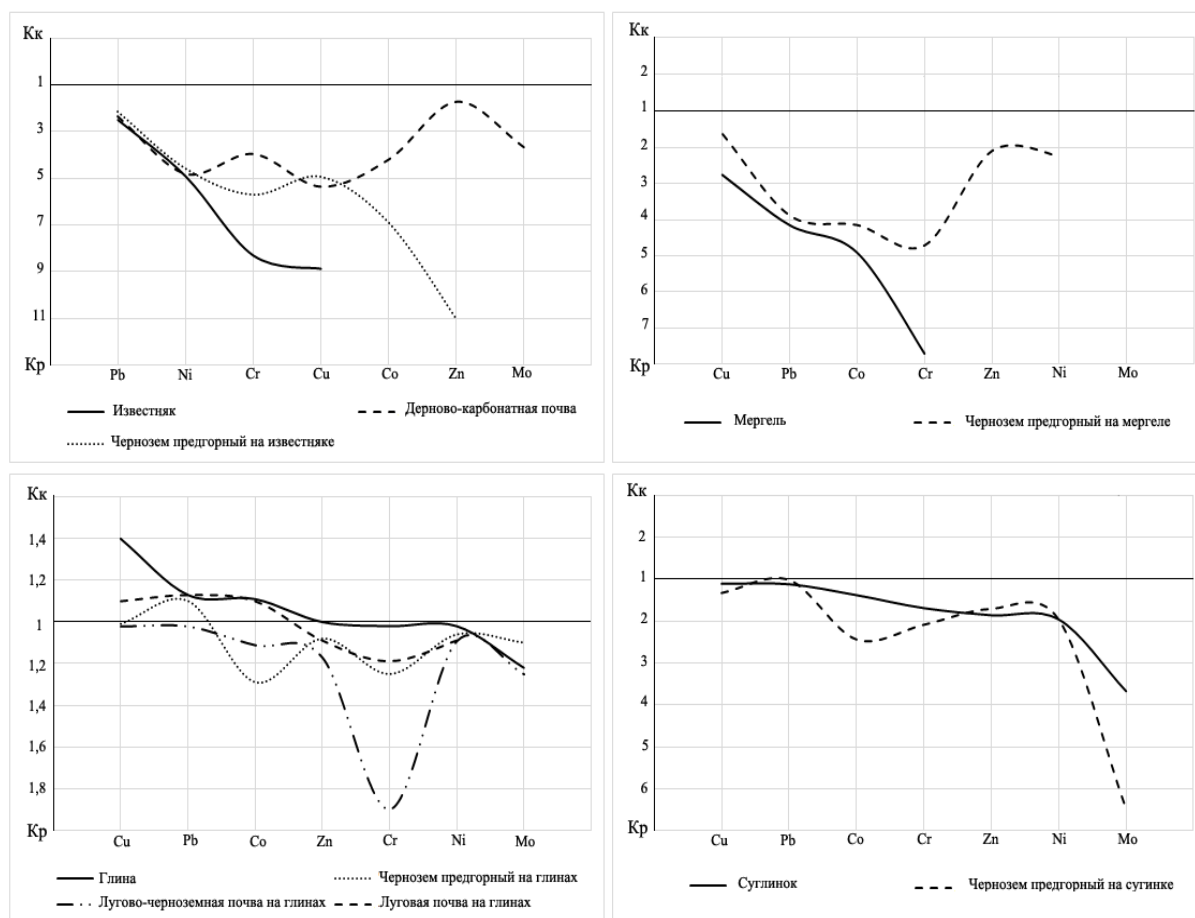 Кк
1
3
5
7
9
11
Кр
Pb Ni Cr Cu Co Zn Mo
Известняк Дерново-карбонатная почва
Чернозем предгорный на известняке
Кк
2
1
2
3
4
5
6
7
Кр
Cu Pb Co Cr Zn Ni Mo
Мергель Чернозем предгорный на мергеле
Кк
1,4
1,2
1
1,2
1,4
1,6
1,8
Кр
Cu Pb Co Zn Cr Ni Mo
Глина Чернозем предгорный на глинах
Лугово-черноземная почва на глинах Луговая почва на глинах
Кк
2
1
2
3
4
5
6
Кр
Cu Pb Co Cr Zn Ni Mo
Суглинок Чернозем предгорный на сугинке